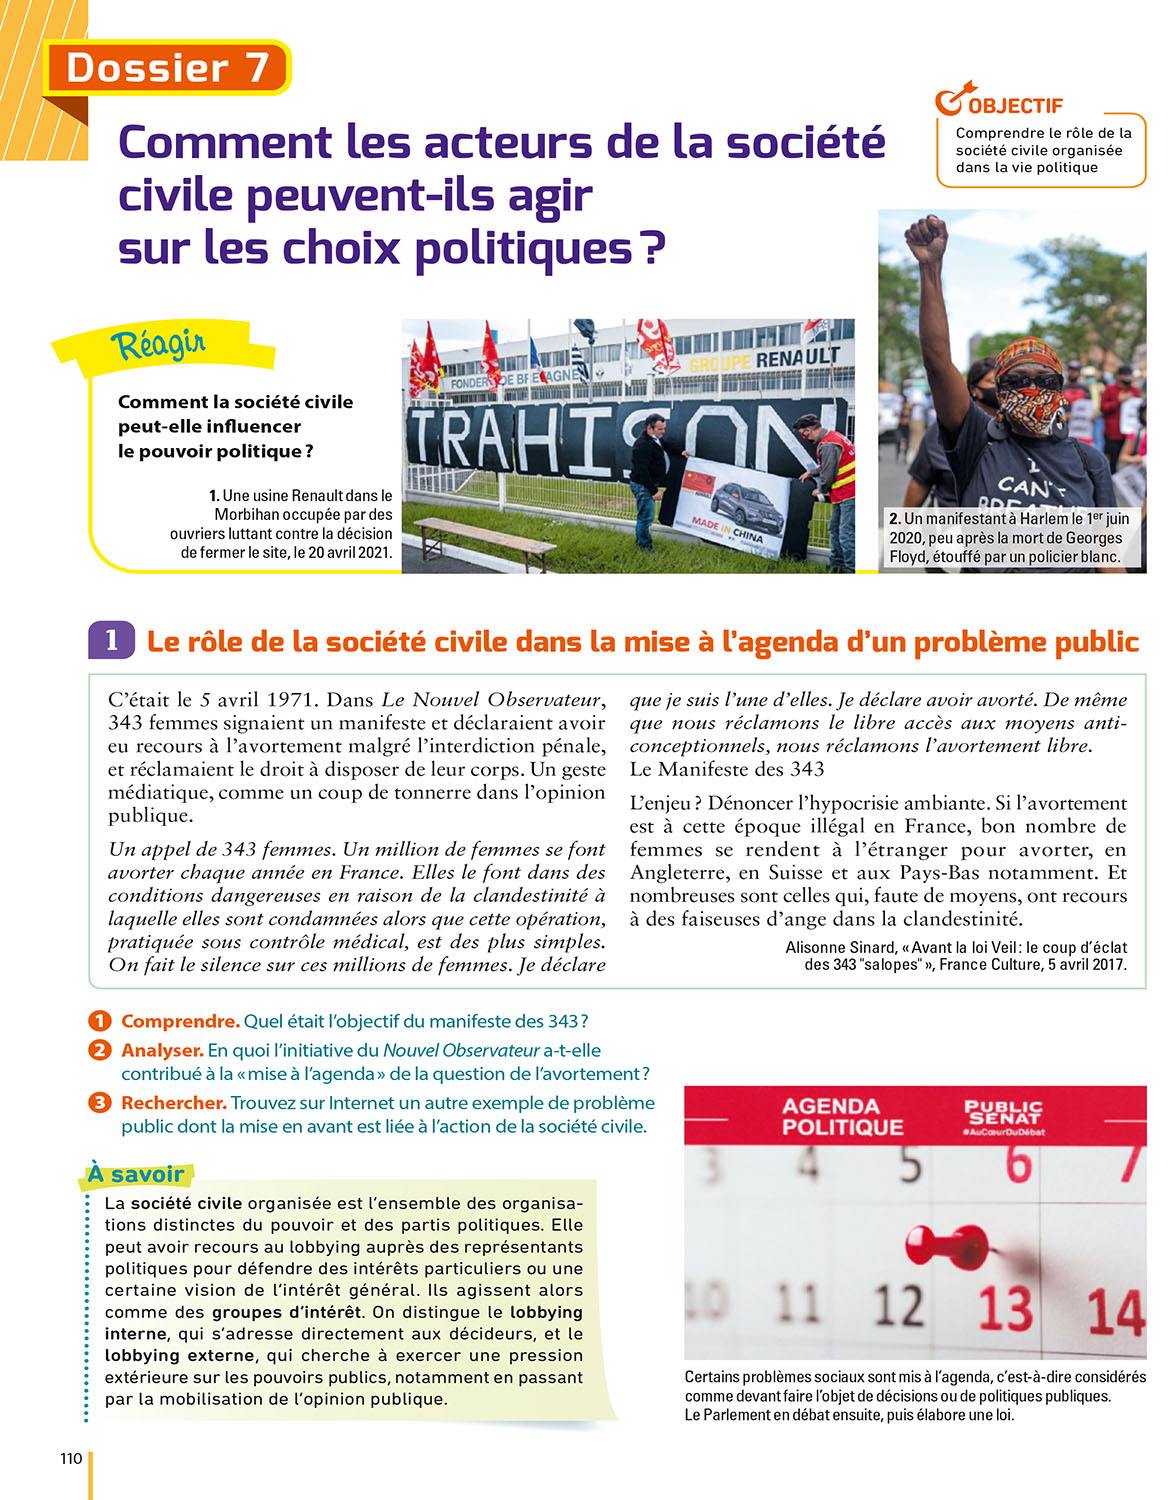 Dossier 7
OBJECTIF
Comprendre le rôle de la
société civile organisée
dans la vie politique
Comment les acteurs de la société
civile peuvent-ils agir
sur les choix politiques ?
Réagir
Comment la société civile
peut-elle influencer
le pouvoir politique ?
1. Une usine Renault dans le
Morbihan occupée par des
ouvriers luttant contre la décision
de fermer le site, le 20 avril 2021.
FONDERIE DE BRETAGNE
GROUPE RENAULT
TRAHISON
MADE IN CHINA
I
CAN'T
BREATHE
2. Un manifestant à Harlem le 1er juin
2020, peu après la mort de Georges
Floyd, étouffé par un policier blanc.
1 Le rôle de la société civile dans la mise à l'agenda d'un problème public
C'était le 5 avril 1971. Dans Le Nouvel Observateur,
343 femmes signaient un manifeste et déclaraient avoir
eu recours à l'avortement malgré l'interdiction pénale,
et réclamaient le droit à disposer de leur corps. Un geste
médiatique, comme un coup de tonnerre dans l'opinion
publique.
Un appel de 343 femmes. Un million de femmes se font
avorter chaque année en France. Elles le font dans des
conditions dangereuses en raison de la clandestinité à
laquelle elles sont condamnées alors que cette opération,
pratiquée sous contrôle médical, est des plus simples.
On fait le silence sur ces millions de femmes. Je déclare
que je suis l'une d'elles. Je déclare avoir avorté. De même
que nous réclamons le libre accès aux moyens anti-
conceptionnels, nous réclamons l'avortement libre.
Le Manifeste des 343
L'enjeu ? Dénoncer l'hypocrisie ambiante. Si l'avortement
est à cette époque illégal en France, bon nombre de
femmes se rendent à l'étranger pour avorter, en
Angleterre, en Suisse et aux Pays-Bas notamment. Et
nombreuses sont celles qui, faute de moyens, ont recours
à des faiseuses d'ange dans la clandestinité.
Alisonne Sinard, « Avant la loi Veil : le coup d'éclat
des 343 "salopes" », France Culture, 5 avril 2017.
1 Comprendre. Quel était l'objectif du manifeste des 343 ?
2 Analyser. En quoi l'initiative du Nouvel Observateur a-t-elle
contribué à la « mise à l'agenda » de la question de l'avortement ?
3 Rechercher. Trouvez sur Internet un autre exemple de problème
public dont la mise en avant est liée à l'action de la société civile.
À savoir
La société civile organisée est l'ensemble des organisa-
tions distinctes du pouvoir et des partis politiques. Elle
peut avoir recours au lobbying auprès des représentants
politiques pour défendre des intérêts particuliers ou une
certaine vision de l'intérêt général. Ils agissent alors
comme des groupes d'intérêt. On distingue le lobbying
interne, qui s'adresse directement aux décideurs, et le
lobbying externe, qui cherche à exercer une pression
extérieure sur les pouvoirs publics, notamment en passant
par la mobilisation de l'opinion publique.
AGENDA
POLITIQUE
PUBLIC
SENAT
#AuCœurDuDébat
3 4 5 6 7
10 11 12 13 14
Certains problèmes sociaux sont mis à l'agenda, c'est-à-dire considérés
comme devant faire l'objet de décisions ou de politiques publiques.
Le Parlement en débat ensuite, puis élabore une loi.
110